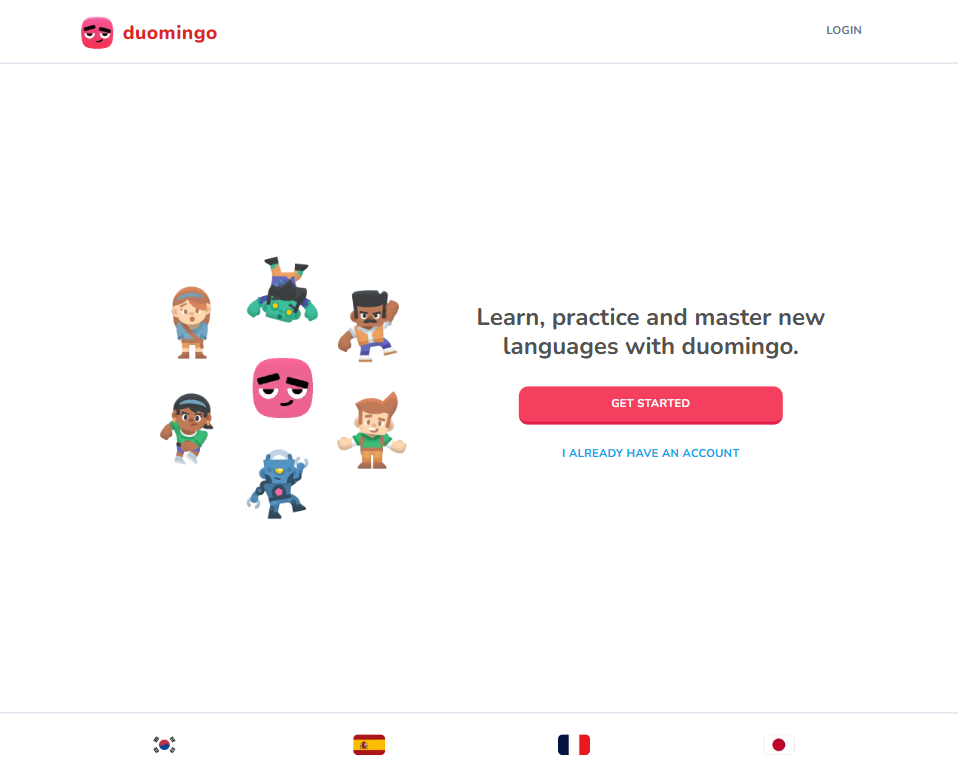 duomingo
LOGIN
Learn, practice and master new
languages with duomingo.
GET STARTED
I ALREADY HAVE AN ACCOUNT